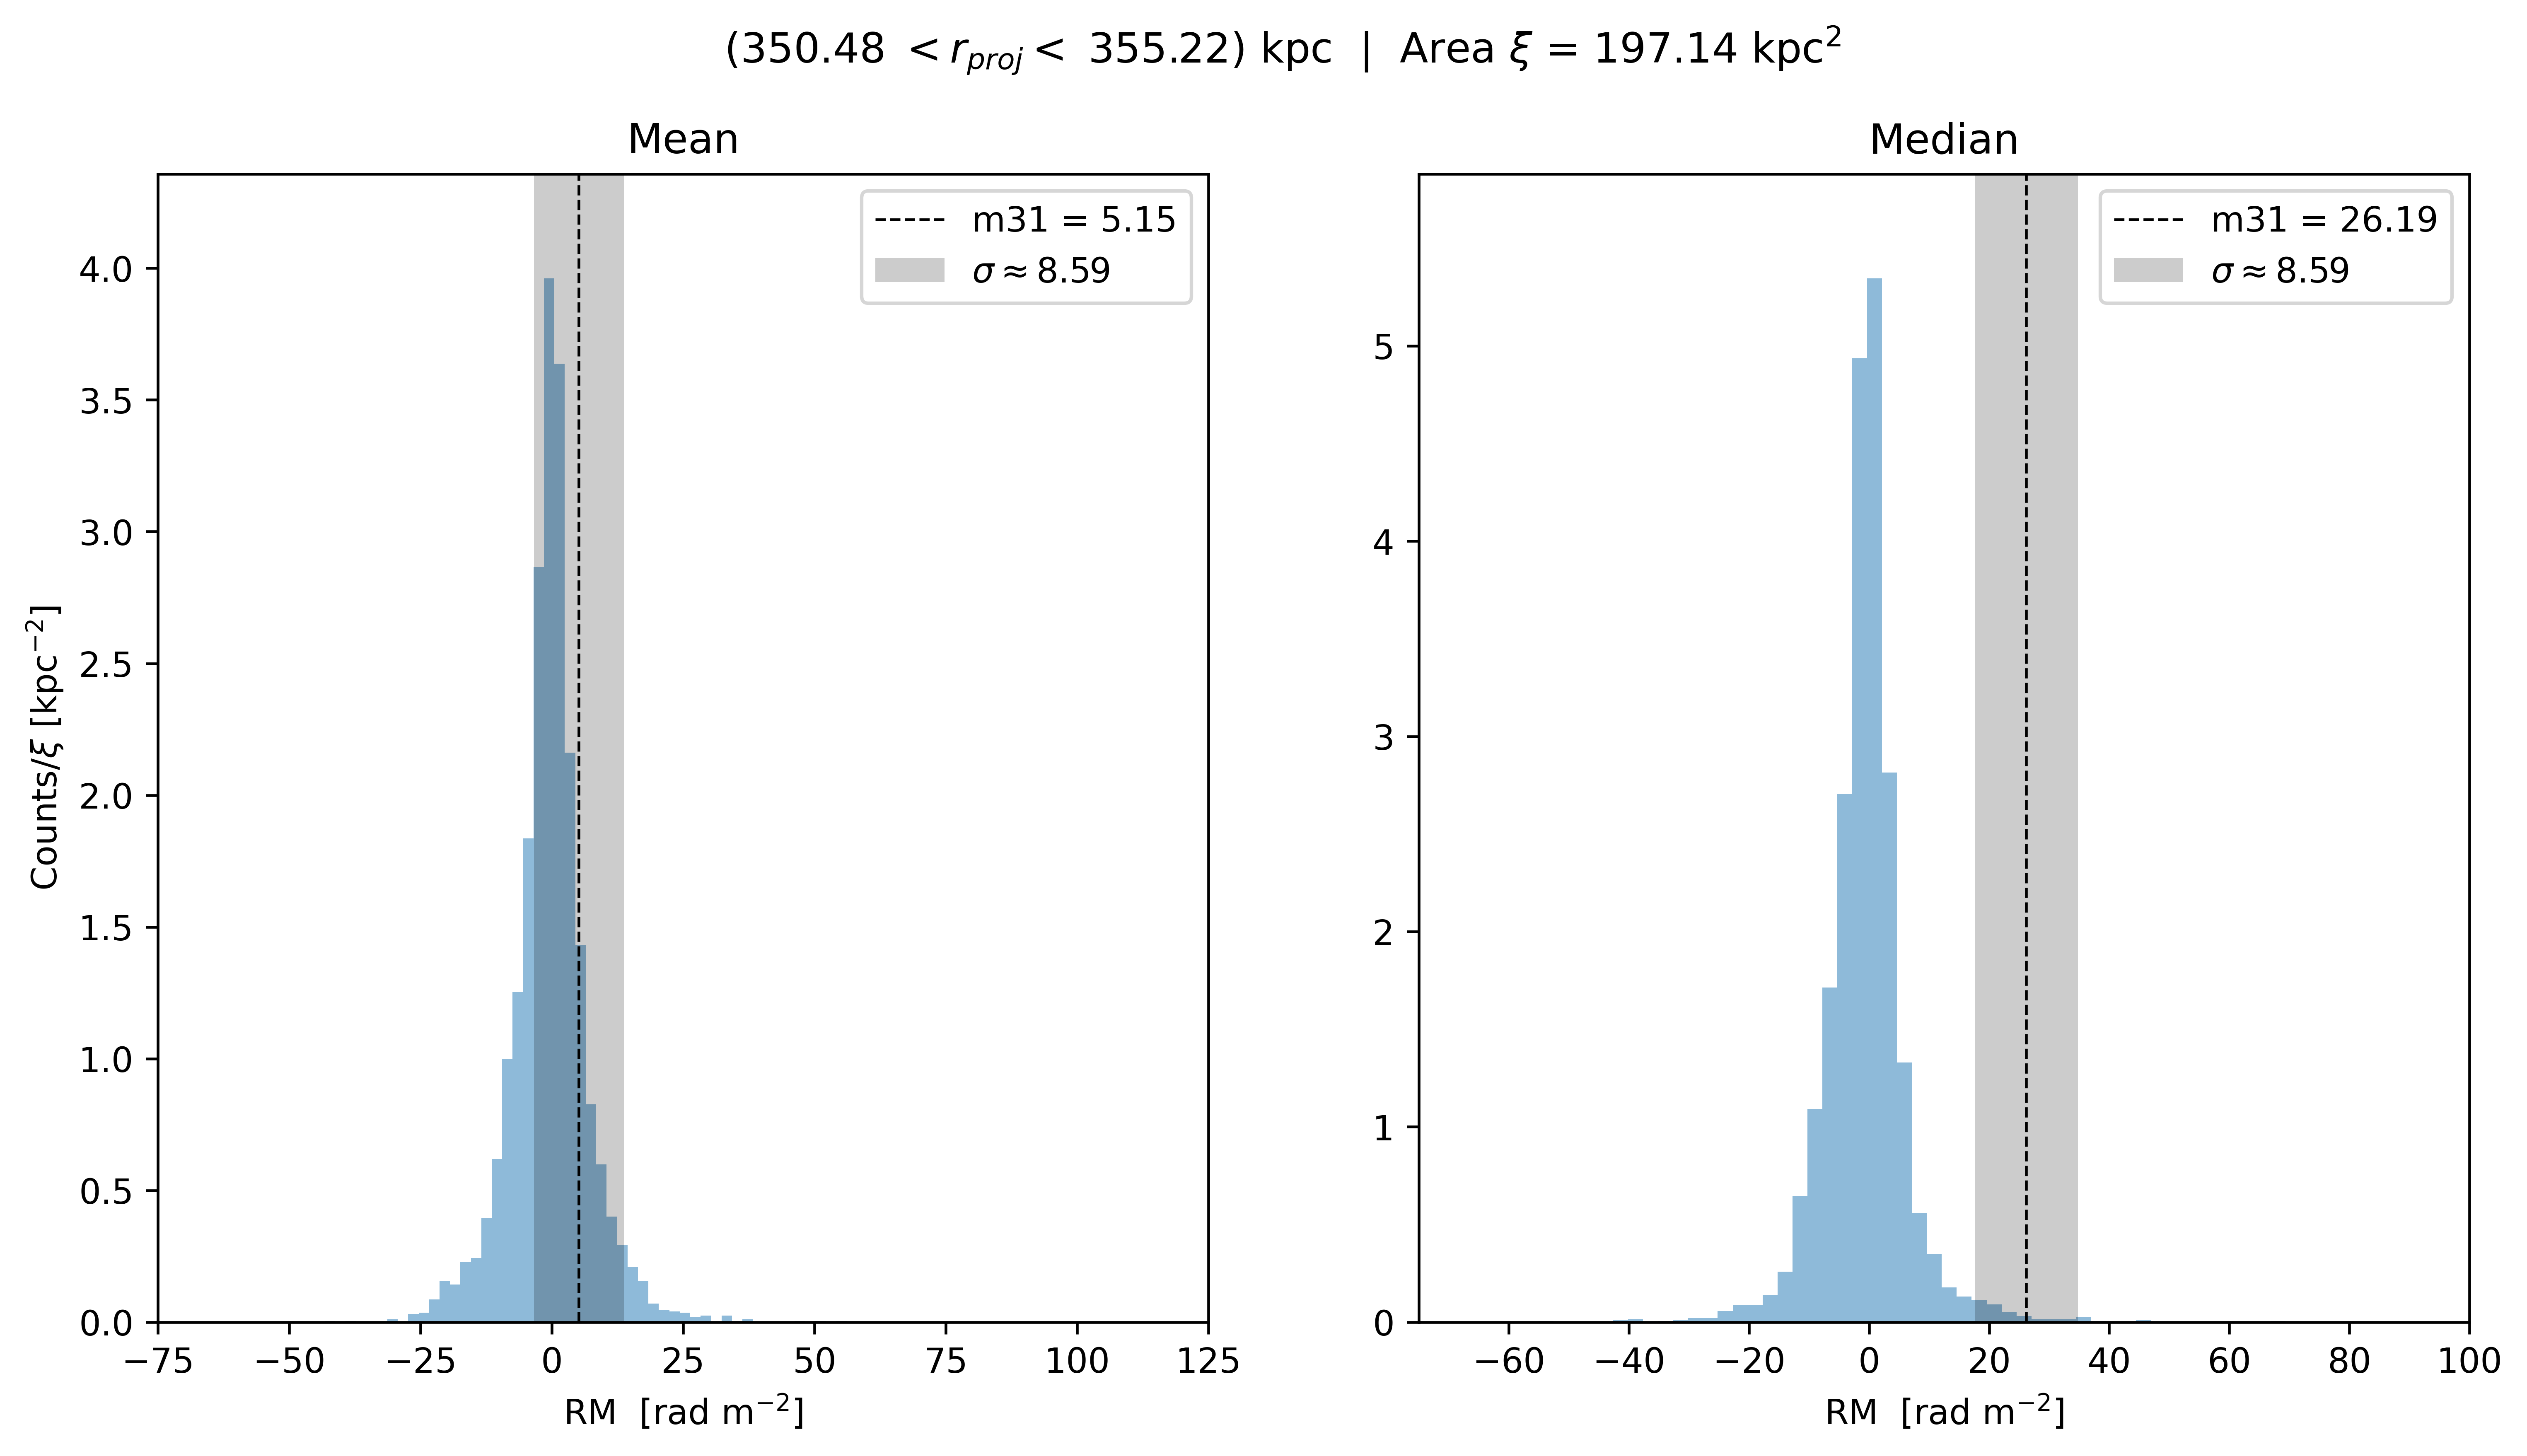 (350.48 < r_proj < 355.22) kpc | Area ξ = 197.14 kpc²
Mean
m31 = 5.15
σ ≈ 8.59
4.0
3.5
3.0
2.5
2.0
1.5
1.0
0.5
0.0
Counts/ξ [kpc⁻²]
−75 −50 −25 0 25 50 75 100 125
RM [rad m⁻²]
Median
m31 = 26.19
σ ≈ 8.59
5
4
3
2
1
0
−60 −40 −20 0 20 40 60 80 100
RM [rad m⁻²]